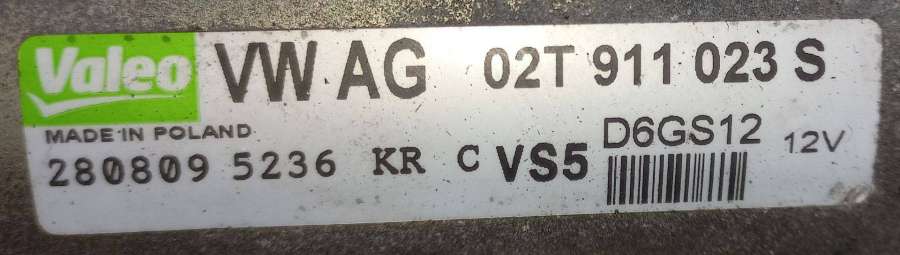 Valeo VW AG 02T 911 023 S
MADE IN POLAND D6GS12 12V
280809 5236 KR C VS5